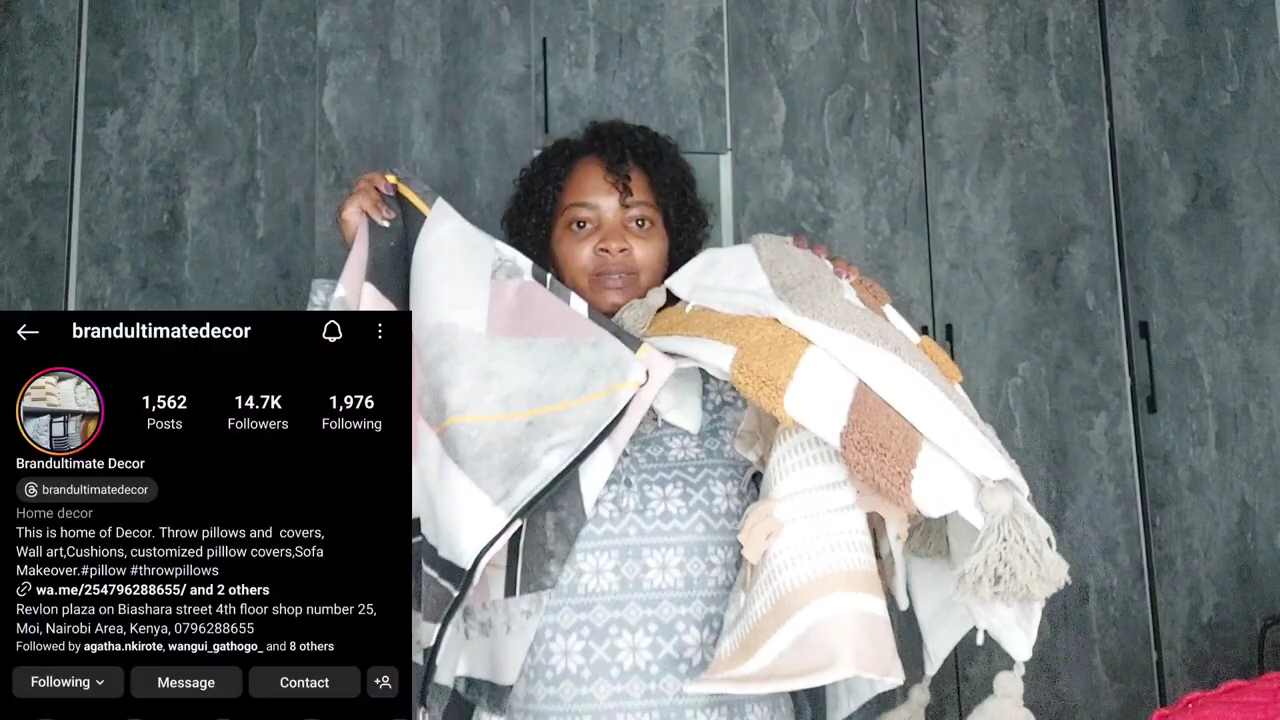 brandultimatedecor
1,562
14.7K
1,976
Posts
Followers
Following
Brandultimate Decor
brandultimatedecor
Home decor
This is home of Decor. Throw pillows and covers,
Wall art,Cushions, customized pilllow covers,Sofa
Makeover.#pillow #throwpillows
wa.me/254796288655/ and 2 others
Revlon plaza on Biashara street 4th floor shop number 25,
Moi, Nairobi Area, Kenya, 0796288655
Followed by agatha.nkirote, wangui_gathogo_ and 8 others
Following
Message
Contact